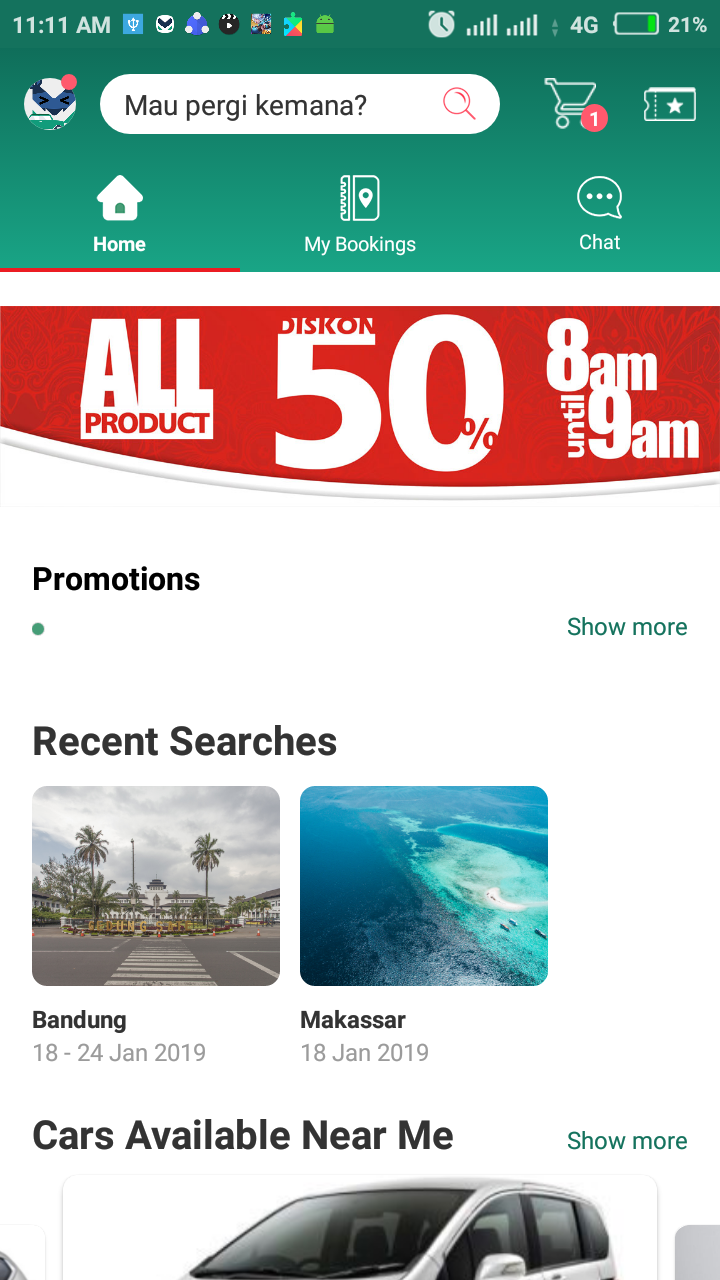 11:11 AM 4G 21%
Mau pergi kemana?
1
Home My Bookings Chat
ALL PRODUCT
DISKON 50%
8am until 9am
Promotions
Show more
Recent Searches
Bandung Makassar
18 - 24 Jan 2019 18 Jan 2019
Cars Available Near Me Show more